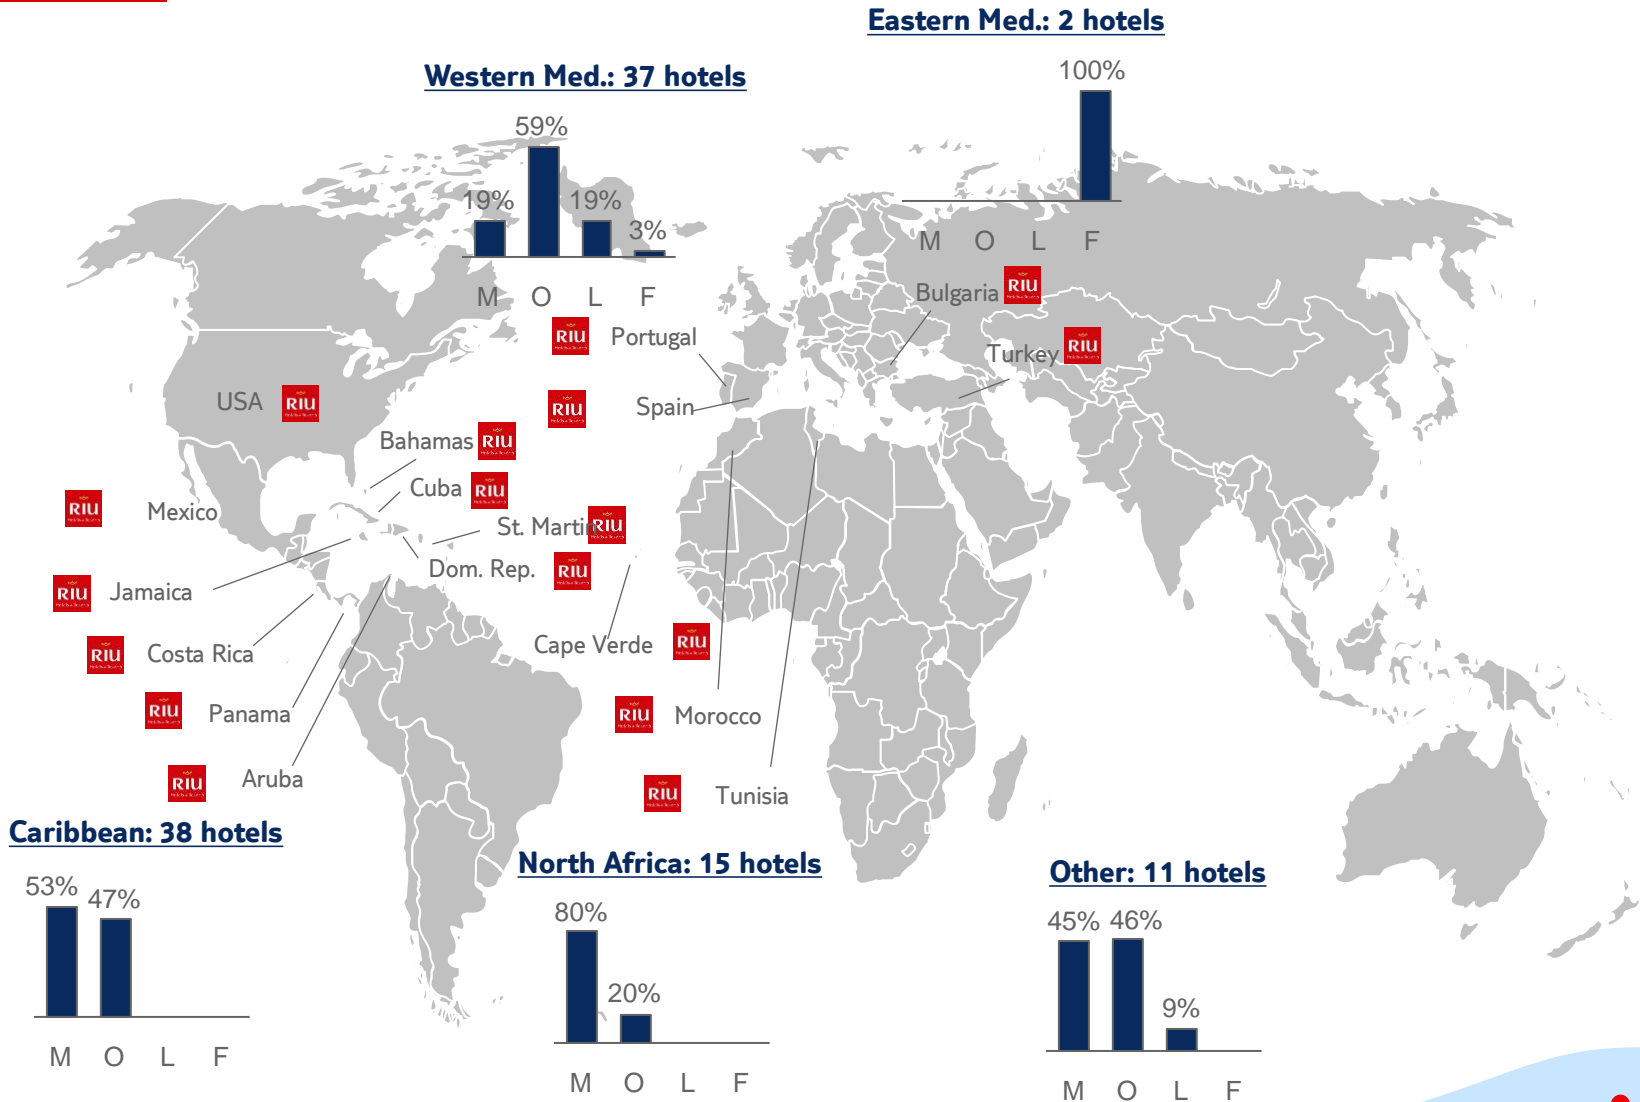 Eastern Med.: 2 hotels
100%
M O L F
Western Med.: 37 hotels
59%
19% 19%
3%
M O L F
Bulgaria RIU
Portugal RIU
Turkey RIU
USA RIU
Spain RIU
Bahamas RIU
Cuba RIU
Mexico RIU
St. Martin RIU
Dom. Rep. RIU
Jamaica RIU
Cape Verde RIU
Costa Rica RIU
Panama RIU
Morocco RIU
Aruba RIU
Tunisia RIU
Caribbean: 38 hotels
53% 47%
M O L F
North Africa: 15 hotels
80%
20%
M O L F
Other: 11 hotels
45% 46%
9%
M O L F